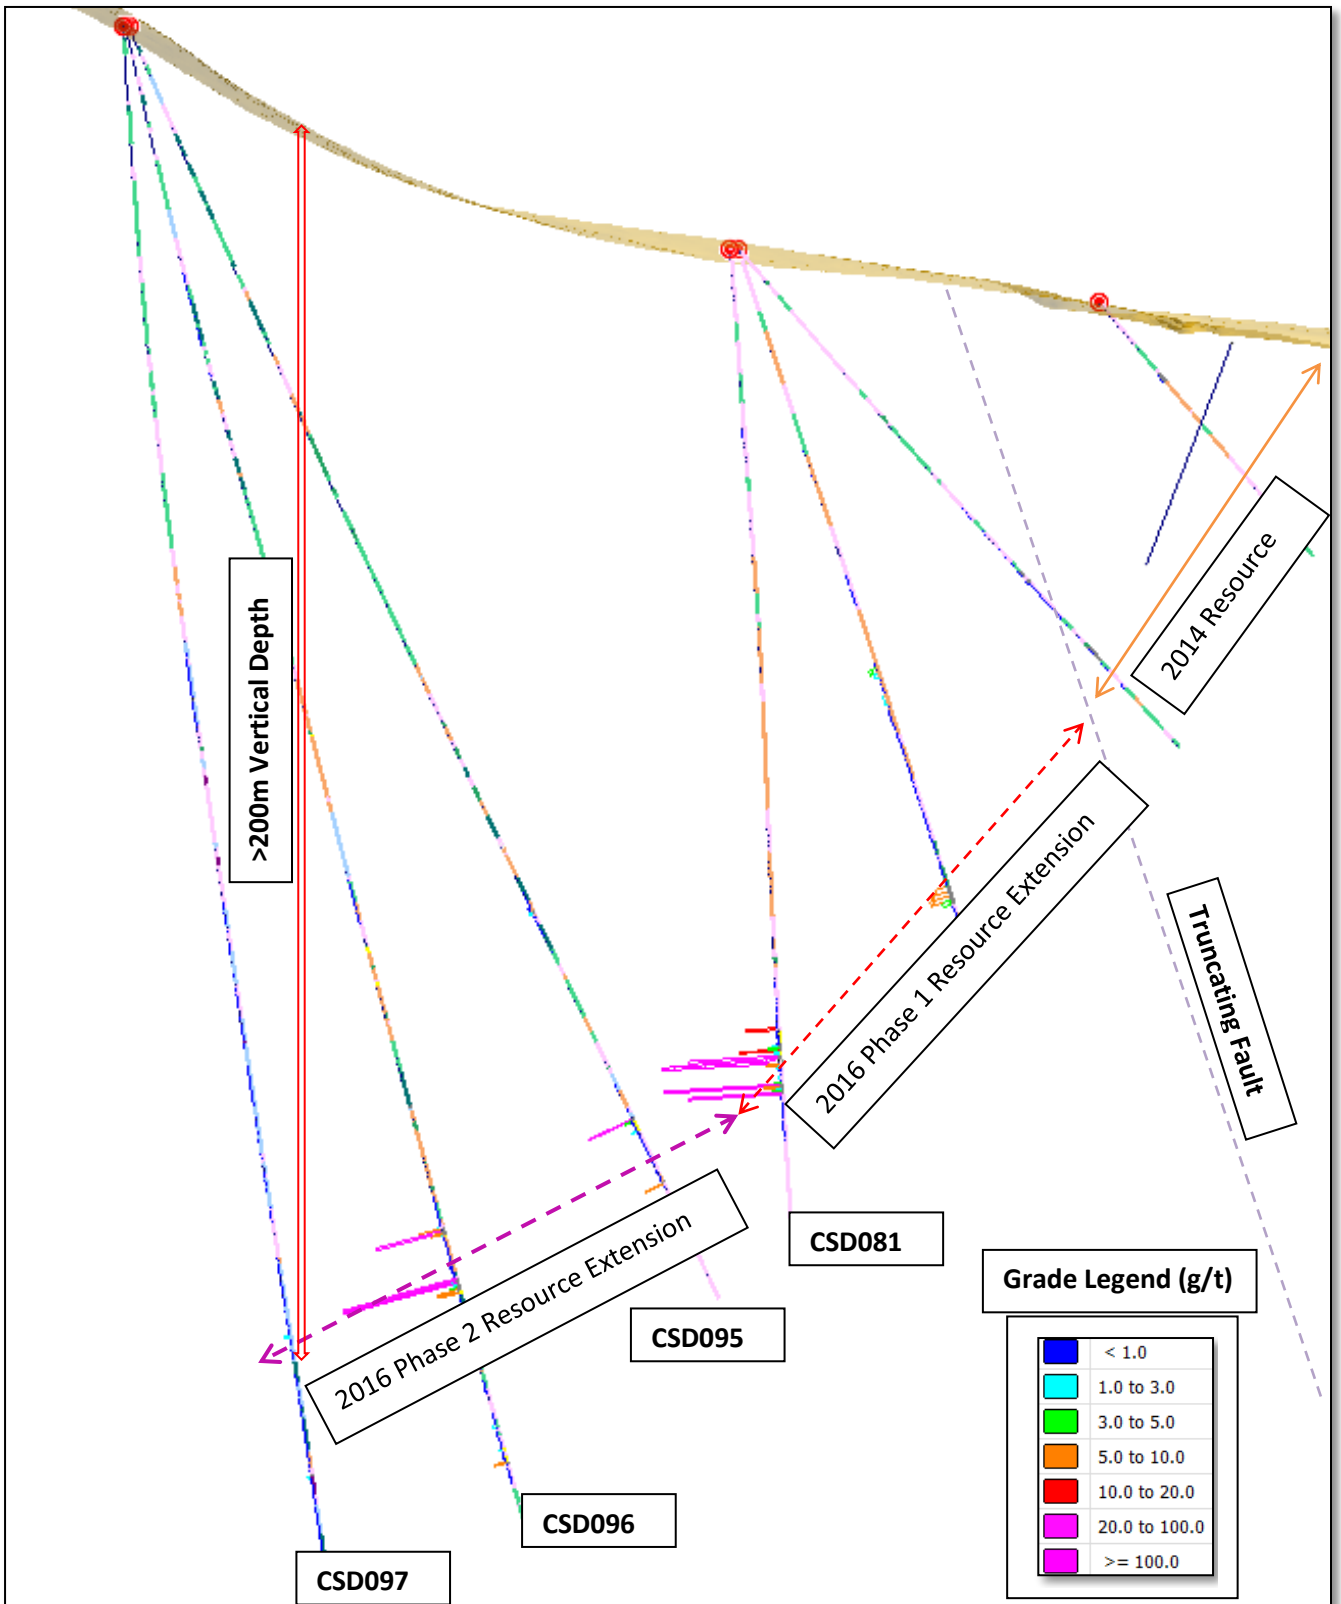 >200m Vertical Depth
2014 Resource
2016 Phase 1 Resource Extension
Truncating Fault
2016 Phase 2 Resource Extension
CSD081
CSD095
CSD096
CSD097
Grade Legend (g/t)
< 1.0
1.0 to 3.0
3.0 to 5.0
5.0 to 10.0
10.0 to 20.0
20.0 to 100.0
>= 100.0